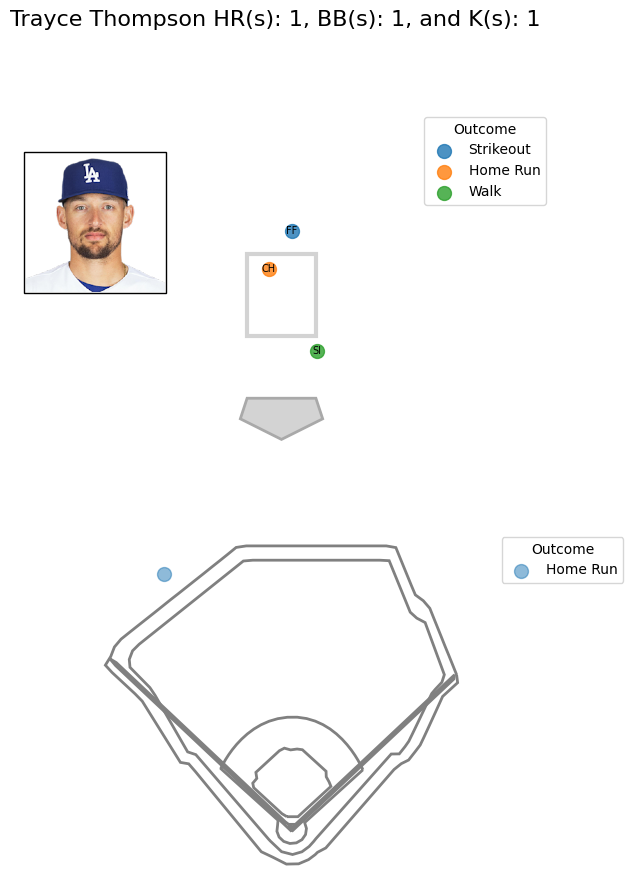 Trayce Thompson HR(s): 1, BB(s): 1, and K(s): 1
Outcome
Strikeout
Home Run
Walk
LA
FF
CH
SI
Outcome
Home Run